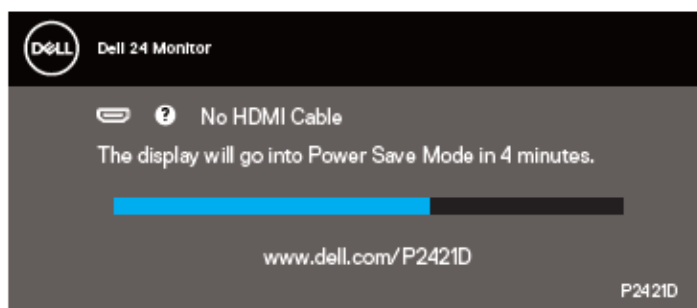 DELL
Dell 24 Monitor
? No HDMI Cable
The display will go into Power Save Mode in 4 minutes.
www.dell.com/P2421D
P2421D